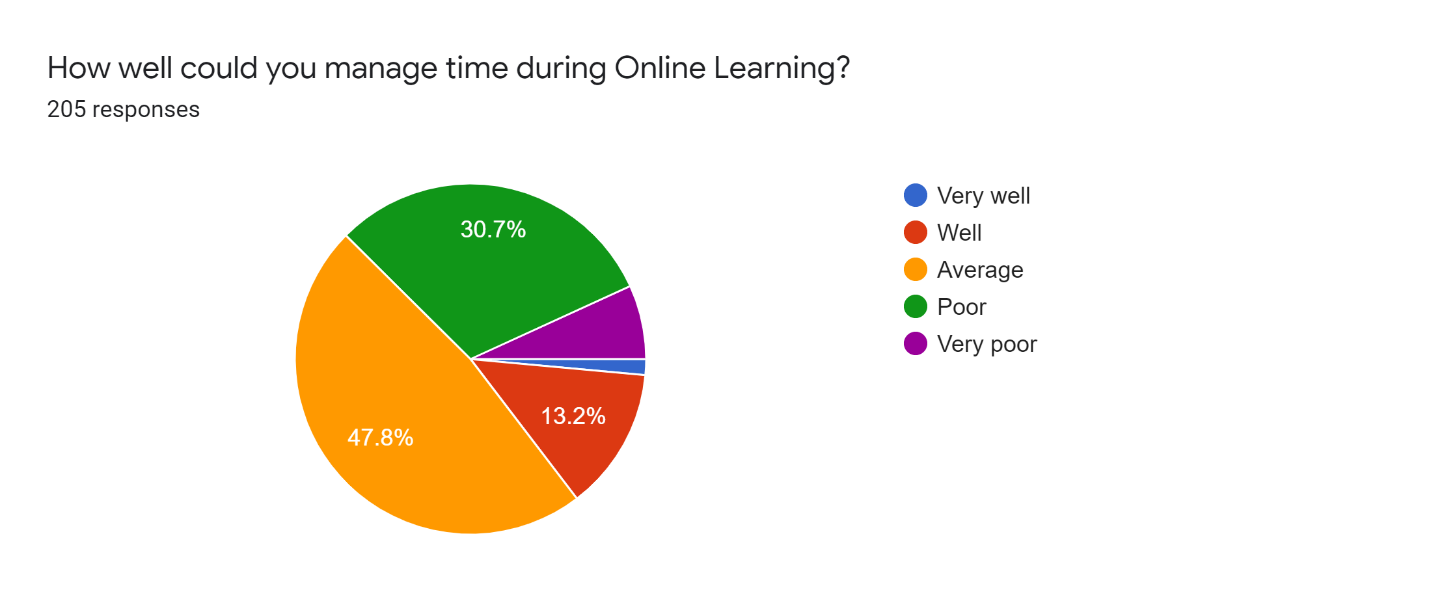 How well could you manage time during Online Learning?
205 responses
30.7%
13.2%
47.8%
Very well
Well
Average
Poor
Very poor